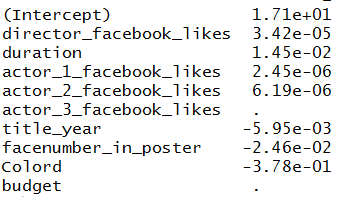 (Intercept) 1.71e+01
director_facebook_likes 3.42e-05
duration 1.45e-02
actor_1_facebook_likes 2.45e-06
actor_2_facebook_likes 6.19e-06
actor_3_facebook_likes .
title_year -5.95e-03
facenumber_in_poster -2.46e-02
Colord -3.78e-01
budget .